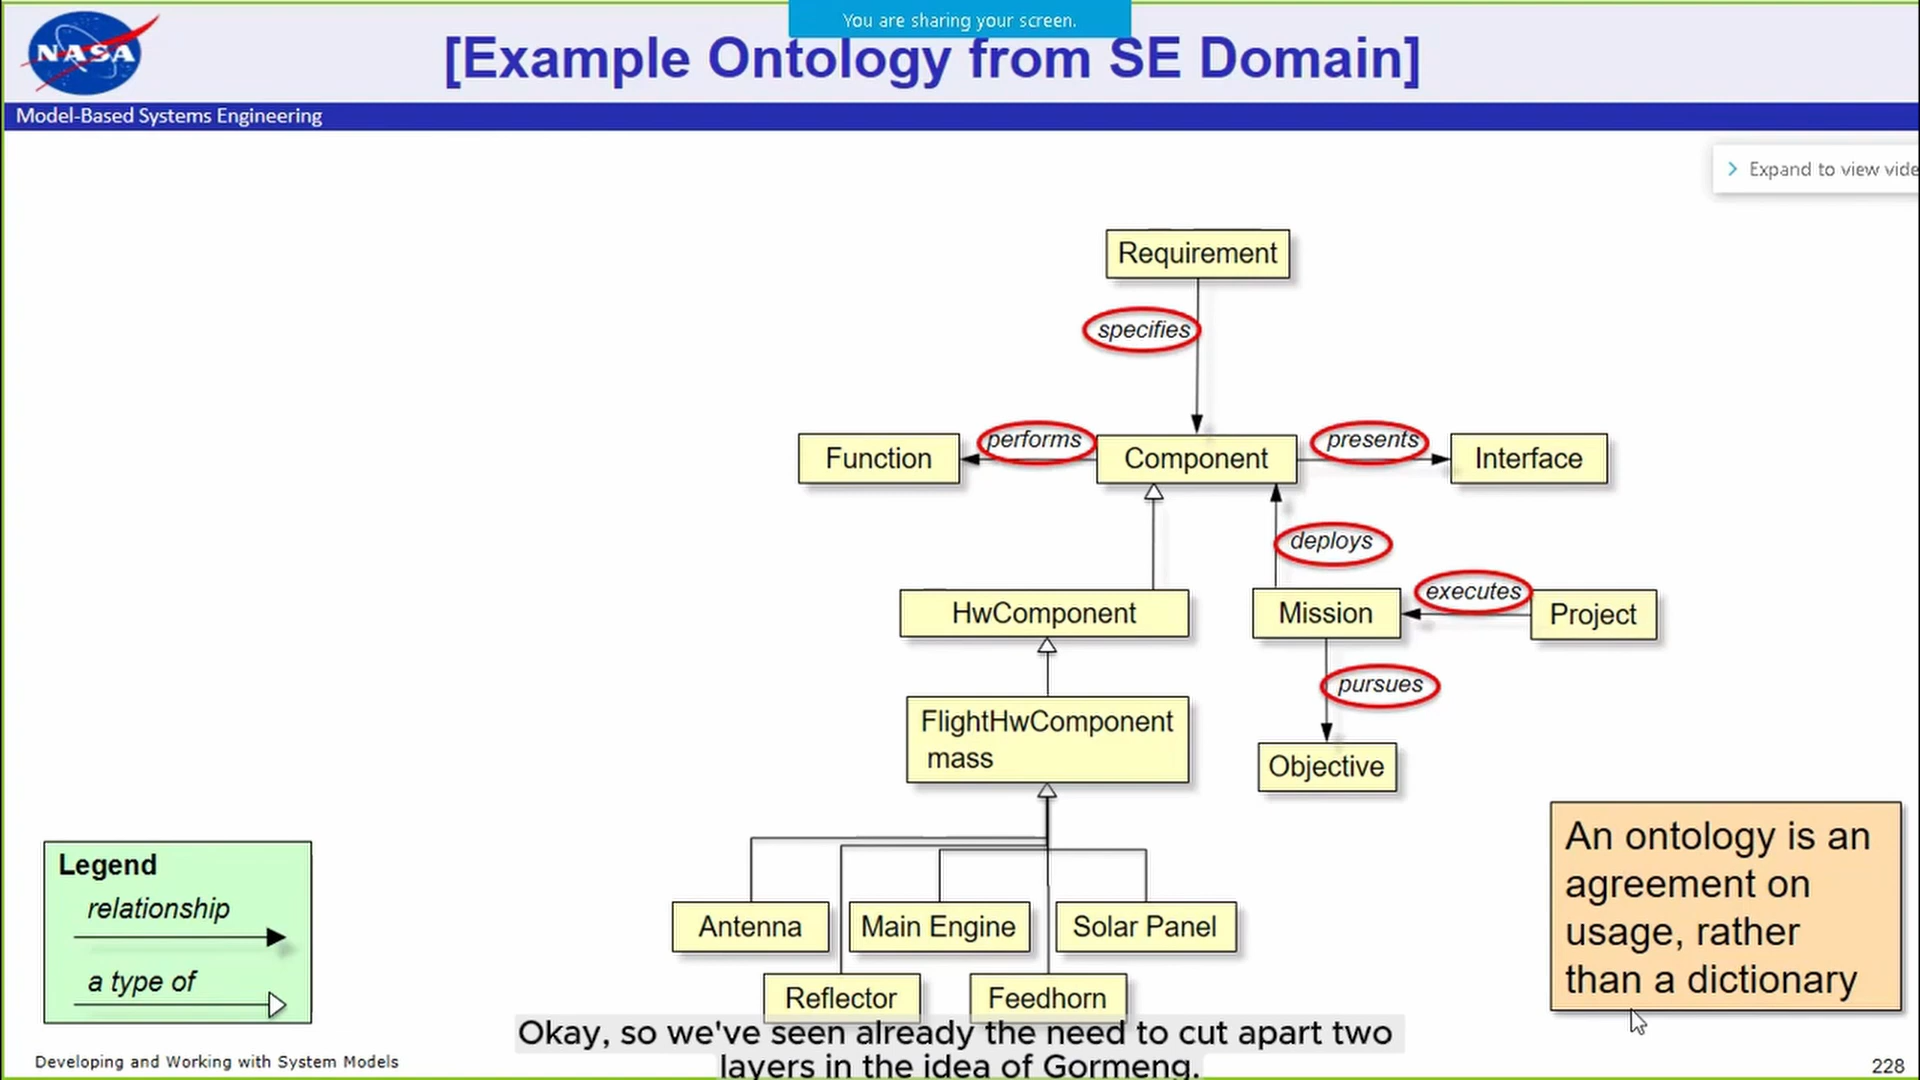 You are sharing your screen.
NASA
[Example Ontology from SE Domain]
Model-Based Systems Engineering
Expand to view vide
Requirement
specifies
Function
performs
Component
presents
Interface
deploys
HwComponent
Mission
executes
Project
FlightHwComponent
mass
pursues
Objective
Antenna
Main Engine
Solar Panel
Reflector
Feedhorn
Legend
relationship
a type of
An ontology is an
agreement on
usage, rather
than a dictionary
Okay, so we've seen already the need to cut apart two
layers in the idea of Gormeng.
Developing and Working with System Models
228